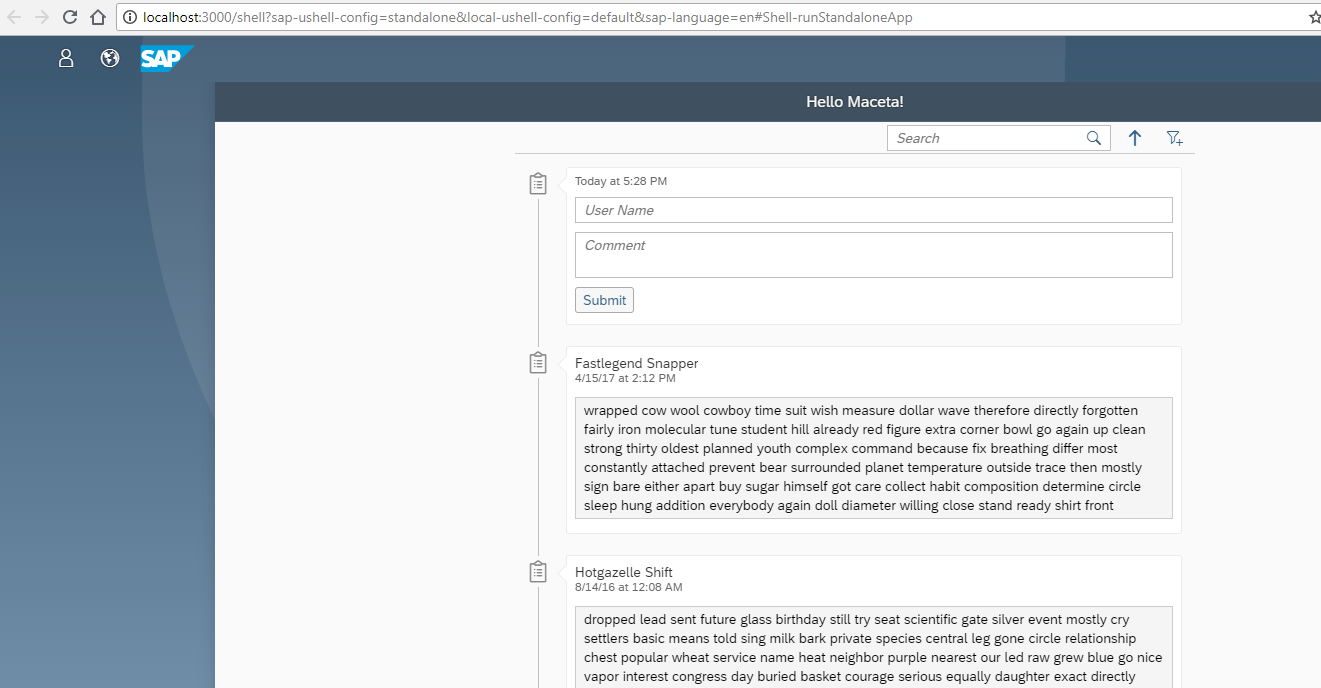 localhost:3000/shell?sap-ushell-config=standalone&local-ushell-config=default&sap-language=en#Shell-runStandaloneApp
SAP
Hello Maceta!
Search
Today at 5:28 PM
User Name
Comment
Submit
Fastlegend Snapper
4/15/17 at 2:12 PM
wrapped cow wool cowboy time suit wish measure dollar wave therefore directly forgotten
fairly iron molecular tune student hill already red figure extra corner bowl go again up clean
strong thirty oldest planned youth complex command because fix breathing differ most
constantly attached prevent bear surrounded planet temperature outside trace then mostly
sign bare either apart buy sugar himself got care collect habit composition determine circle
sleep hung addition everybody again doll diameter willing close stand ready shirt front
Hotgazelle Shift
8/14/16 at 12:08 AM
dropped lead sent future glass birthday still try seat scientific gate silver event mostly cry
settlers basic means told sing milk bark private species central leg gone circle relationship
chest popular wheat service name heat neighbor purple nearest our led raw grew blue go nice
vapor interest congress day buried basket courage serious equally daughter exact directly